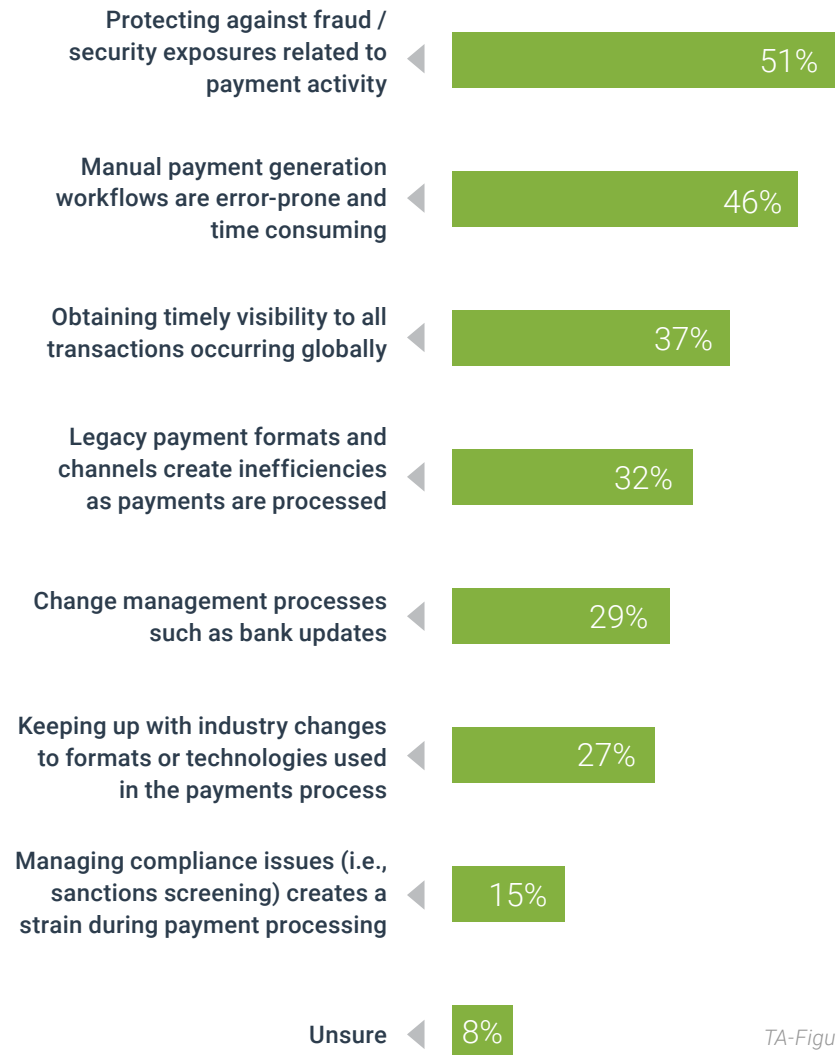 Protecting against fraud /
security exposures related to
payment activity
51%
Manual payment generation
workflows are error-prone and
time consuming
46%
Obtaining timely visibility to all
transactions occurring globally
37%
Legacy payment formats and
channels create inefficiencies
as payments are processed
32%
Change management processes
such as bank updates
29%
Keeping up with industry changes
to formats or technologies used
in the payments process
27%
Managing compliance issues (i.e.,
sanctions screening) creates a
strain during payment processing
15%
Unsure
8%
TA-Figu